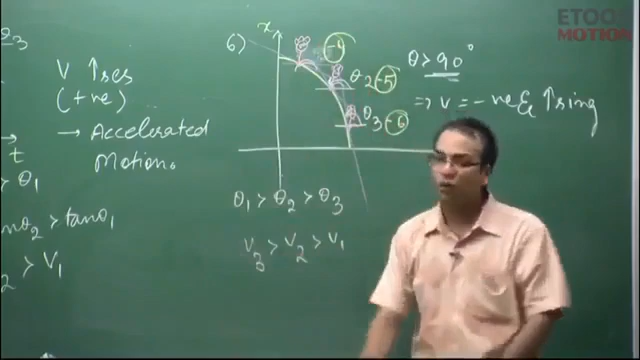 ETOOS
MOTION
θ3
V ↑ses
(+ve)
→ Accelerated
Motion.
t
> θ1
tanθ2 > tanθ1
2 > V1
6)
x
-4
θ2 -5
θ3 -6
θ > 90°
⇒ V = -ve & ↑sing
θ1 > θ2 > θ3
V3 > V2 > V1